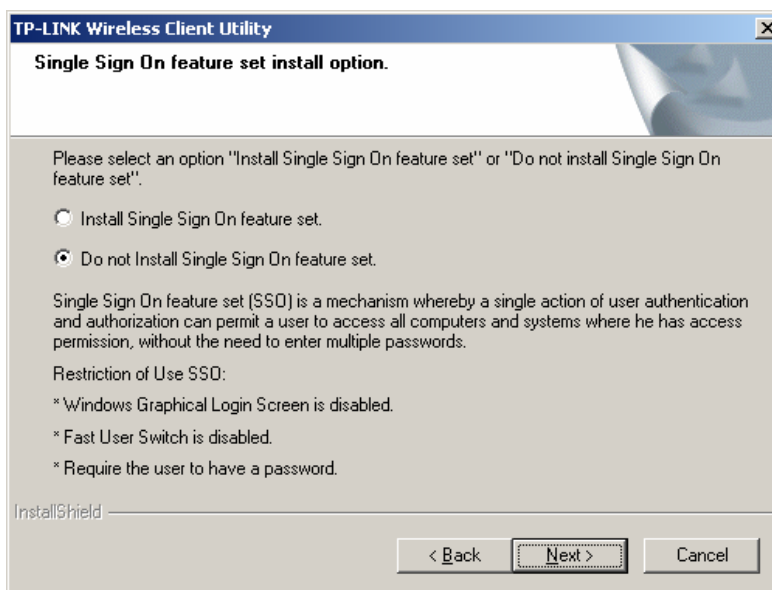 TP-LINK Wireless Client Utility
Single Sign On feature set install option.
Please select an option "Install Single Sign On feature set" or "Do not install Single Sign On
feature set".
Install Single Sign On feature set.
Do not Install Single Sign On feature set.
Single Sign On feature set (SSO) is a mechanism whereby a single action of user authentication
and authorization can permit a user to access all computers and systems where he has access
permission, without the need to enter multiple passwords.
Restriction of Use SSO:
* Windows Graphical Login Screen is disabled.
* Fast User Switch is disabled.
* Require the user to have a password.
InstallShield
< Back Next > Cancel